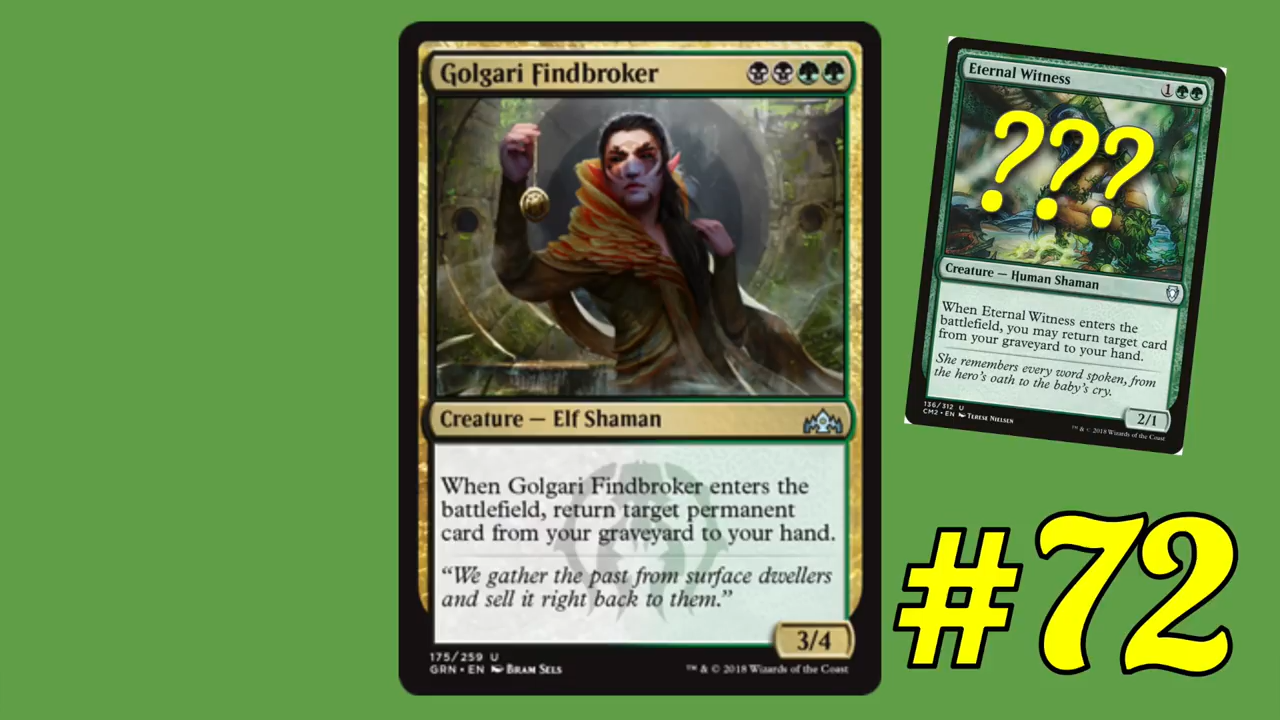 Golgari Findbroker
Creature — Elf Shaman
When Golgari Findbroker enters the
battlefield, return target permanent
card from your graveyard to your hand.
“We gather the past from surface dwellers
and sell it right back to them.”
3/4
175/259 U
GRN • EN BRAM SELS
™ & © 2018 Wizards of the Coast
Eternal Witness
1
???
Creature — Human Shaman
When Eternal Witness enters the
battlefield, you may return target card
from your graveyard to your hand.
She remembers every word spoken, from
the hero's oath to the baby's cry.
2/1
136/312 U
CM2 • EN TERESE NIELSEN
™ & © 2018 Wizards of the Coast
#72